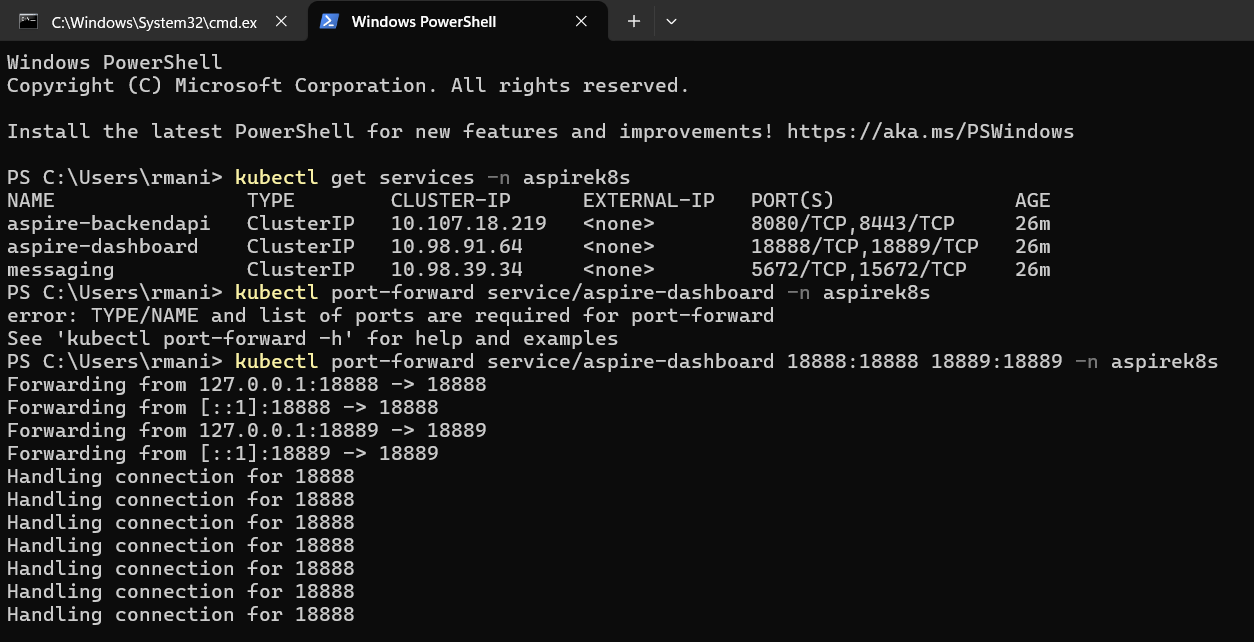 C:\Windows\System32\cmd.ex
Windows PowerShell
Windows PowerShell
Copyright (C) Microsoft Corporation. All rights reserved.
Install the latest PowerShell for new features and improvements! https://aka.ms/PSWindows
PS C:\Users\rmani> kubectl get services -n aspirek8s
NAME TYPE CLUSTER-IP EXTERNAL-IP PORT(S) AGE
aspire-backendapi ClusterIP 10.107.18.219 <none> 8080/TCP,8443/TCP 26m
aspire-dashboard ClusterIP 10.98.91.64 <none> 18888/TCP,18889/TCP 26m
messaging ClusterIP 10.98.39.34 <none> 5672/TCP,15672/TCP 26m
PS C:\Users\rmani> kubectl port-forward service/aspire-dashboard -n aspirek8s
error: TYPE/NAME and list of ports are required for port-forward
See 'kubectl port-forward -h' for help and examples
PS C:\Users\rmani> kubectl port-forward service/aspire-dashboard 18888:18888 18889:18889 -n aspirek8s
Forwarding from 127.0.0.1:18888 -> 18888
Forwarding from [::1]:18888 -> 18888
Forwarding from 127.0.0.1:18889 -> 18889
Forwarding from [::1]:18889 -> 18889
Handling connection for 18888
Handling connection for 18888
Handling connection for 18888
Handling connection for 18888
Handling connection for 18888
Handling connection for 18888
Handling connection for 18888